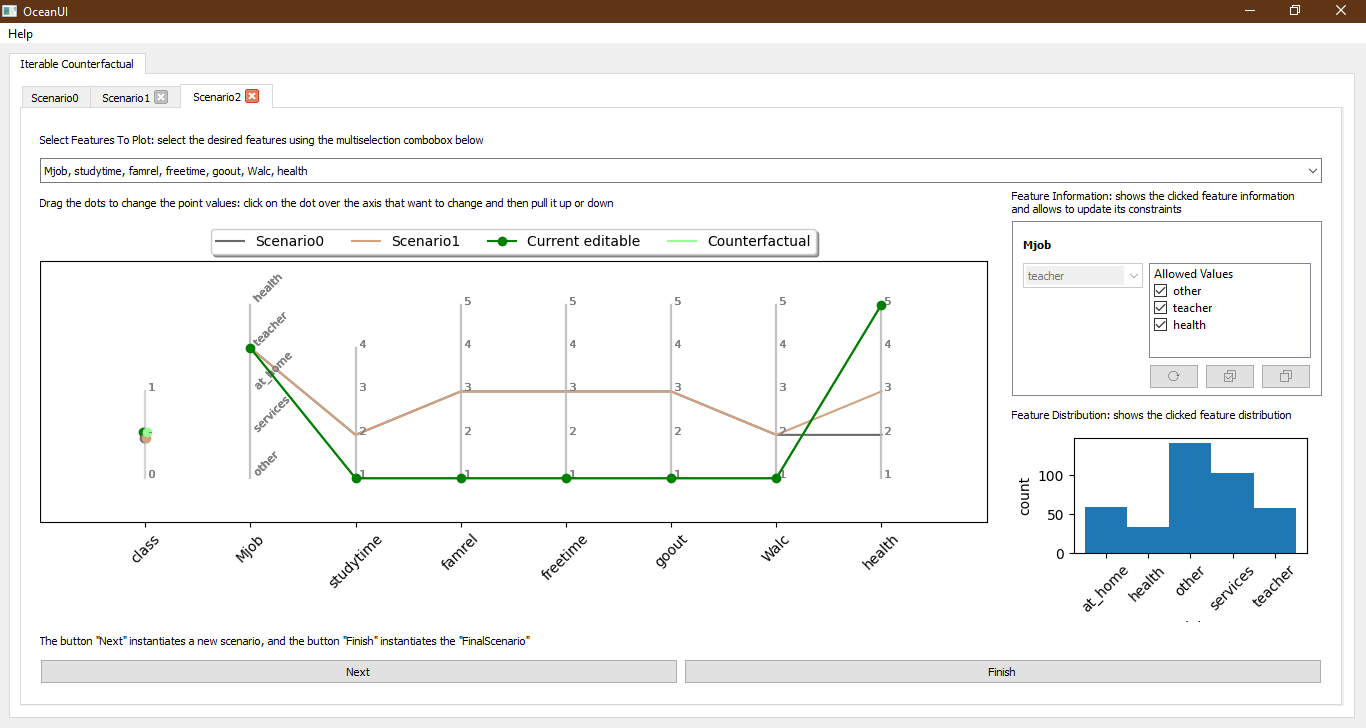 OceanUI
Help
Iterable Counterfactual
Scenario0
Scenario1
Scenario2
Select Features To Plot: select the desired features using the multiselection combobox below
Mjob, studytime, famrel, freetime, goout, Walc, health
Drag the dots to change the point values: click on the dot over the axis that want to change and then pull it up or down
Scenario0
Scenario1
Current editable
Counterfactual
1
0
health
teacher
at_home
services
other
4
3
2
1
5
4
3
2
1
5
4
3
2
1
5
4
3
2
1
5
4
3
2
1
5
4
3
2
1
class
Mjob
studytime
famrel
freetime
goout
Walc
health
Feature Information: shows the clicked feature information
and allows to update its constraints
Mjob
teacher
Allowed Values
other
teacher
health
Feature Distribution: shows the clicked feature distribution
count
100
50
0
at_home
health
other
services
teacher
The button "Next" instantiates a new scenario, and the button "Finish" instantiates the "FinalScenario"
Next
Finish